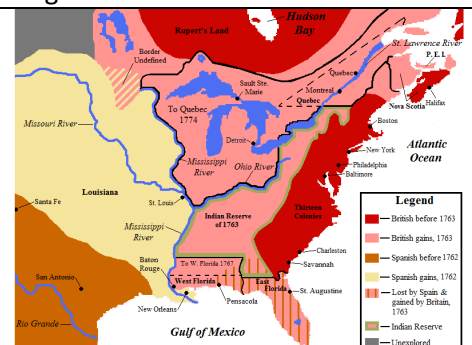 Hudson
Bay
Rupert's Land
St. Lawrence River
Border
Undefined
P. E. I.
Quebec
Sault Ste.
Marie
Montreal
Quebec
Nova Scotia
Halifax
To Quebec
1774
Missouri River
Boston
Detroit
Atlantic
Ocean
New York
Mississippi
River
Ohio River
Philadelphia
Baltimore
Louisiana
Legend
Santa Fe
St. Louis
Indian Reserve
of 1763
Thirteen
Colonies
British before 1763
Mississippi
River
British gains, 1763
Spanish before 1762
Charleston
Baton
Rouge
To W. Florida 1767
Savannah
Spanish gains, 1762
San Antonio
West Florida
East
Florida
St. Augustine
Lost by Spain &
gained by Britain,
1763
Pensacola
New Orleans
Rio Grande
Gulf of Mexico
Indian Reserve
Unexplored